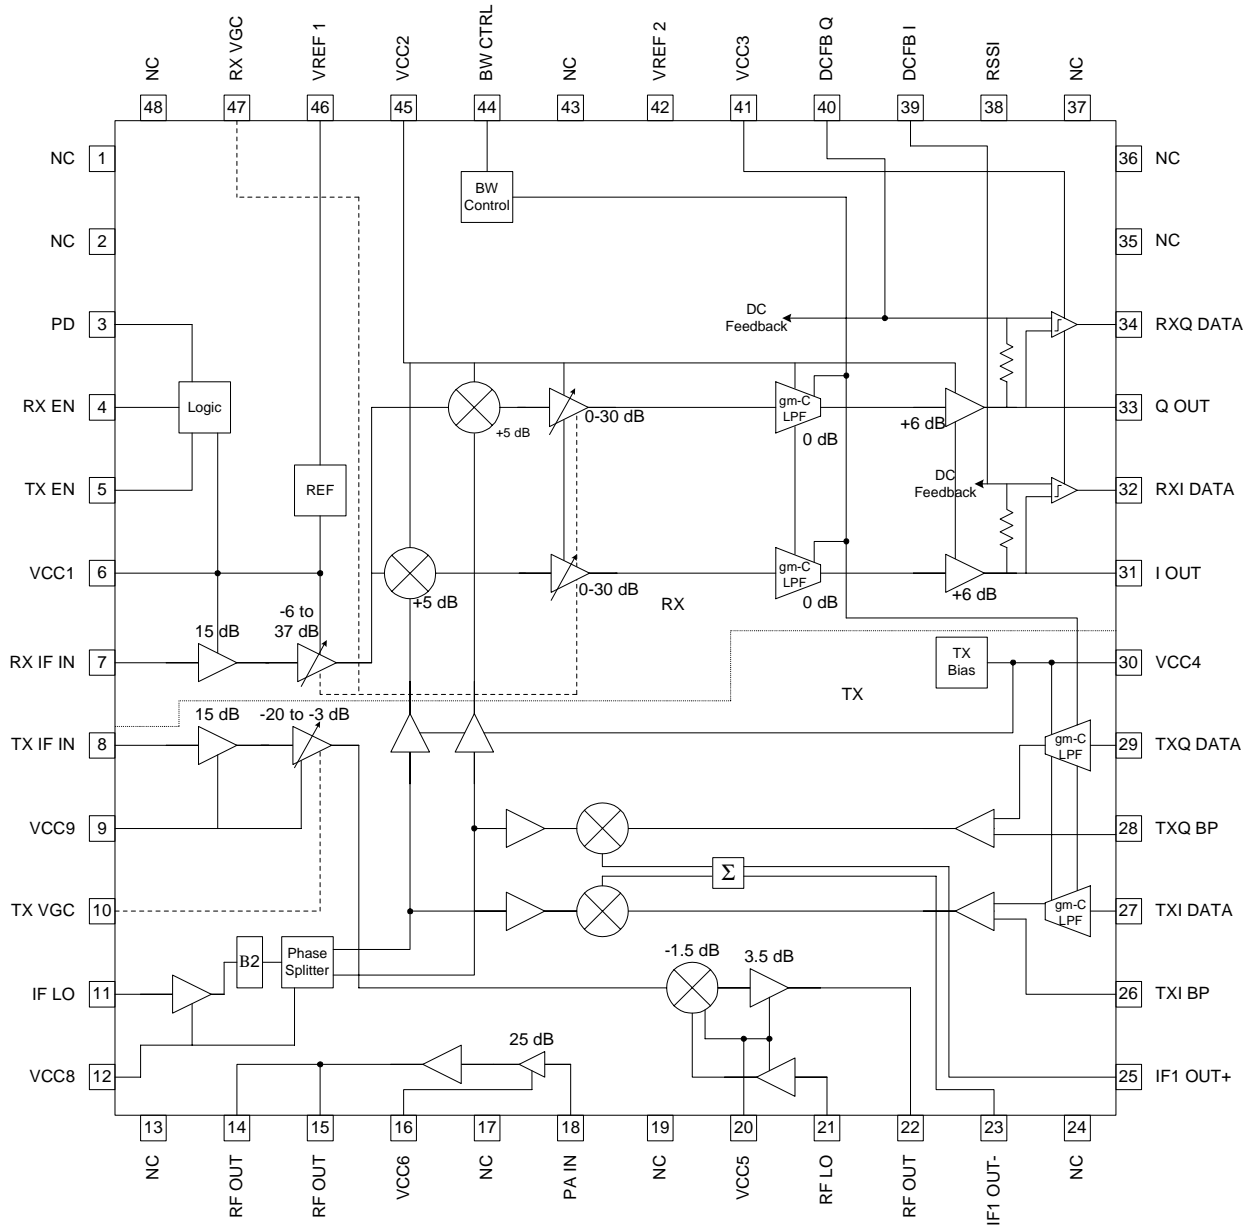 NC
RX VGC
VREF 1
VCC2
BW CTRL
NC
VREF 2
VCC3
DCFB Q
DCFB I
RSSI
NC
48
47
46
45
44
43
42
41
40
39
38
37
NC 1
36 NC
BW
Control
NC 2
35 NC
PD 3
DC
Feedback
34 RXQ DATA
RX EN 4
Logic
+5 dB
0-30 dB
gm-C
LPF
0 dB
+6 dB
33 Q OUT
TX EN 5
REF
DC
Feedback
32 RXI DATA
VCC1 6
+5 dB
0-30 dB
gm-C
LPF
0 dB
+6 dB
31 I OUT
RX
RX IF IN 7
15 dB
-6 to
37 dB
TX
Bias
30 VCC4
TX
TX IF IN 8
15 dB
-20 to -3 dB
gm-C
LPF
29 TXQ DATA
VCC9 9
28 TXQ BP
Σ
TX VGC 10
gm-C
LPF
27 TXI DATA
B2
Phase
Splitter
-1.5 dB
3.5 dB
IF LO 11
26 TXI BP
25 dB
VCC8 12
25 IF1 OUT+
13
14
15
16
17
18
19
20
21
22
23
24
NC
RF OUT
RF OUT
VCC6
NC
PA IN
NC
VCC5
RF LO
RF OUT
IF1 OUT-
NC